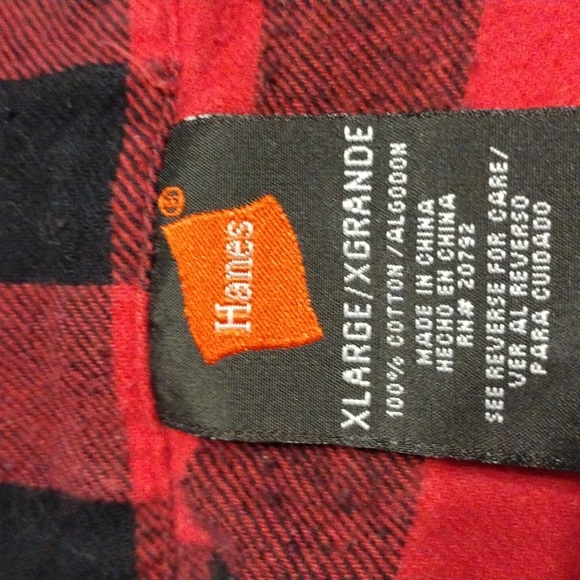 Hanes®
XLARGE/XGRANDE
100% COTTON/ALGODON
MADE IN CHINA
HECHO EN CHINA
RN# 20792
SEE REVERSE FOR CARE/
VER AL REVERSO
PARA CUIDADO